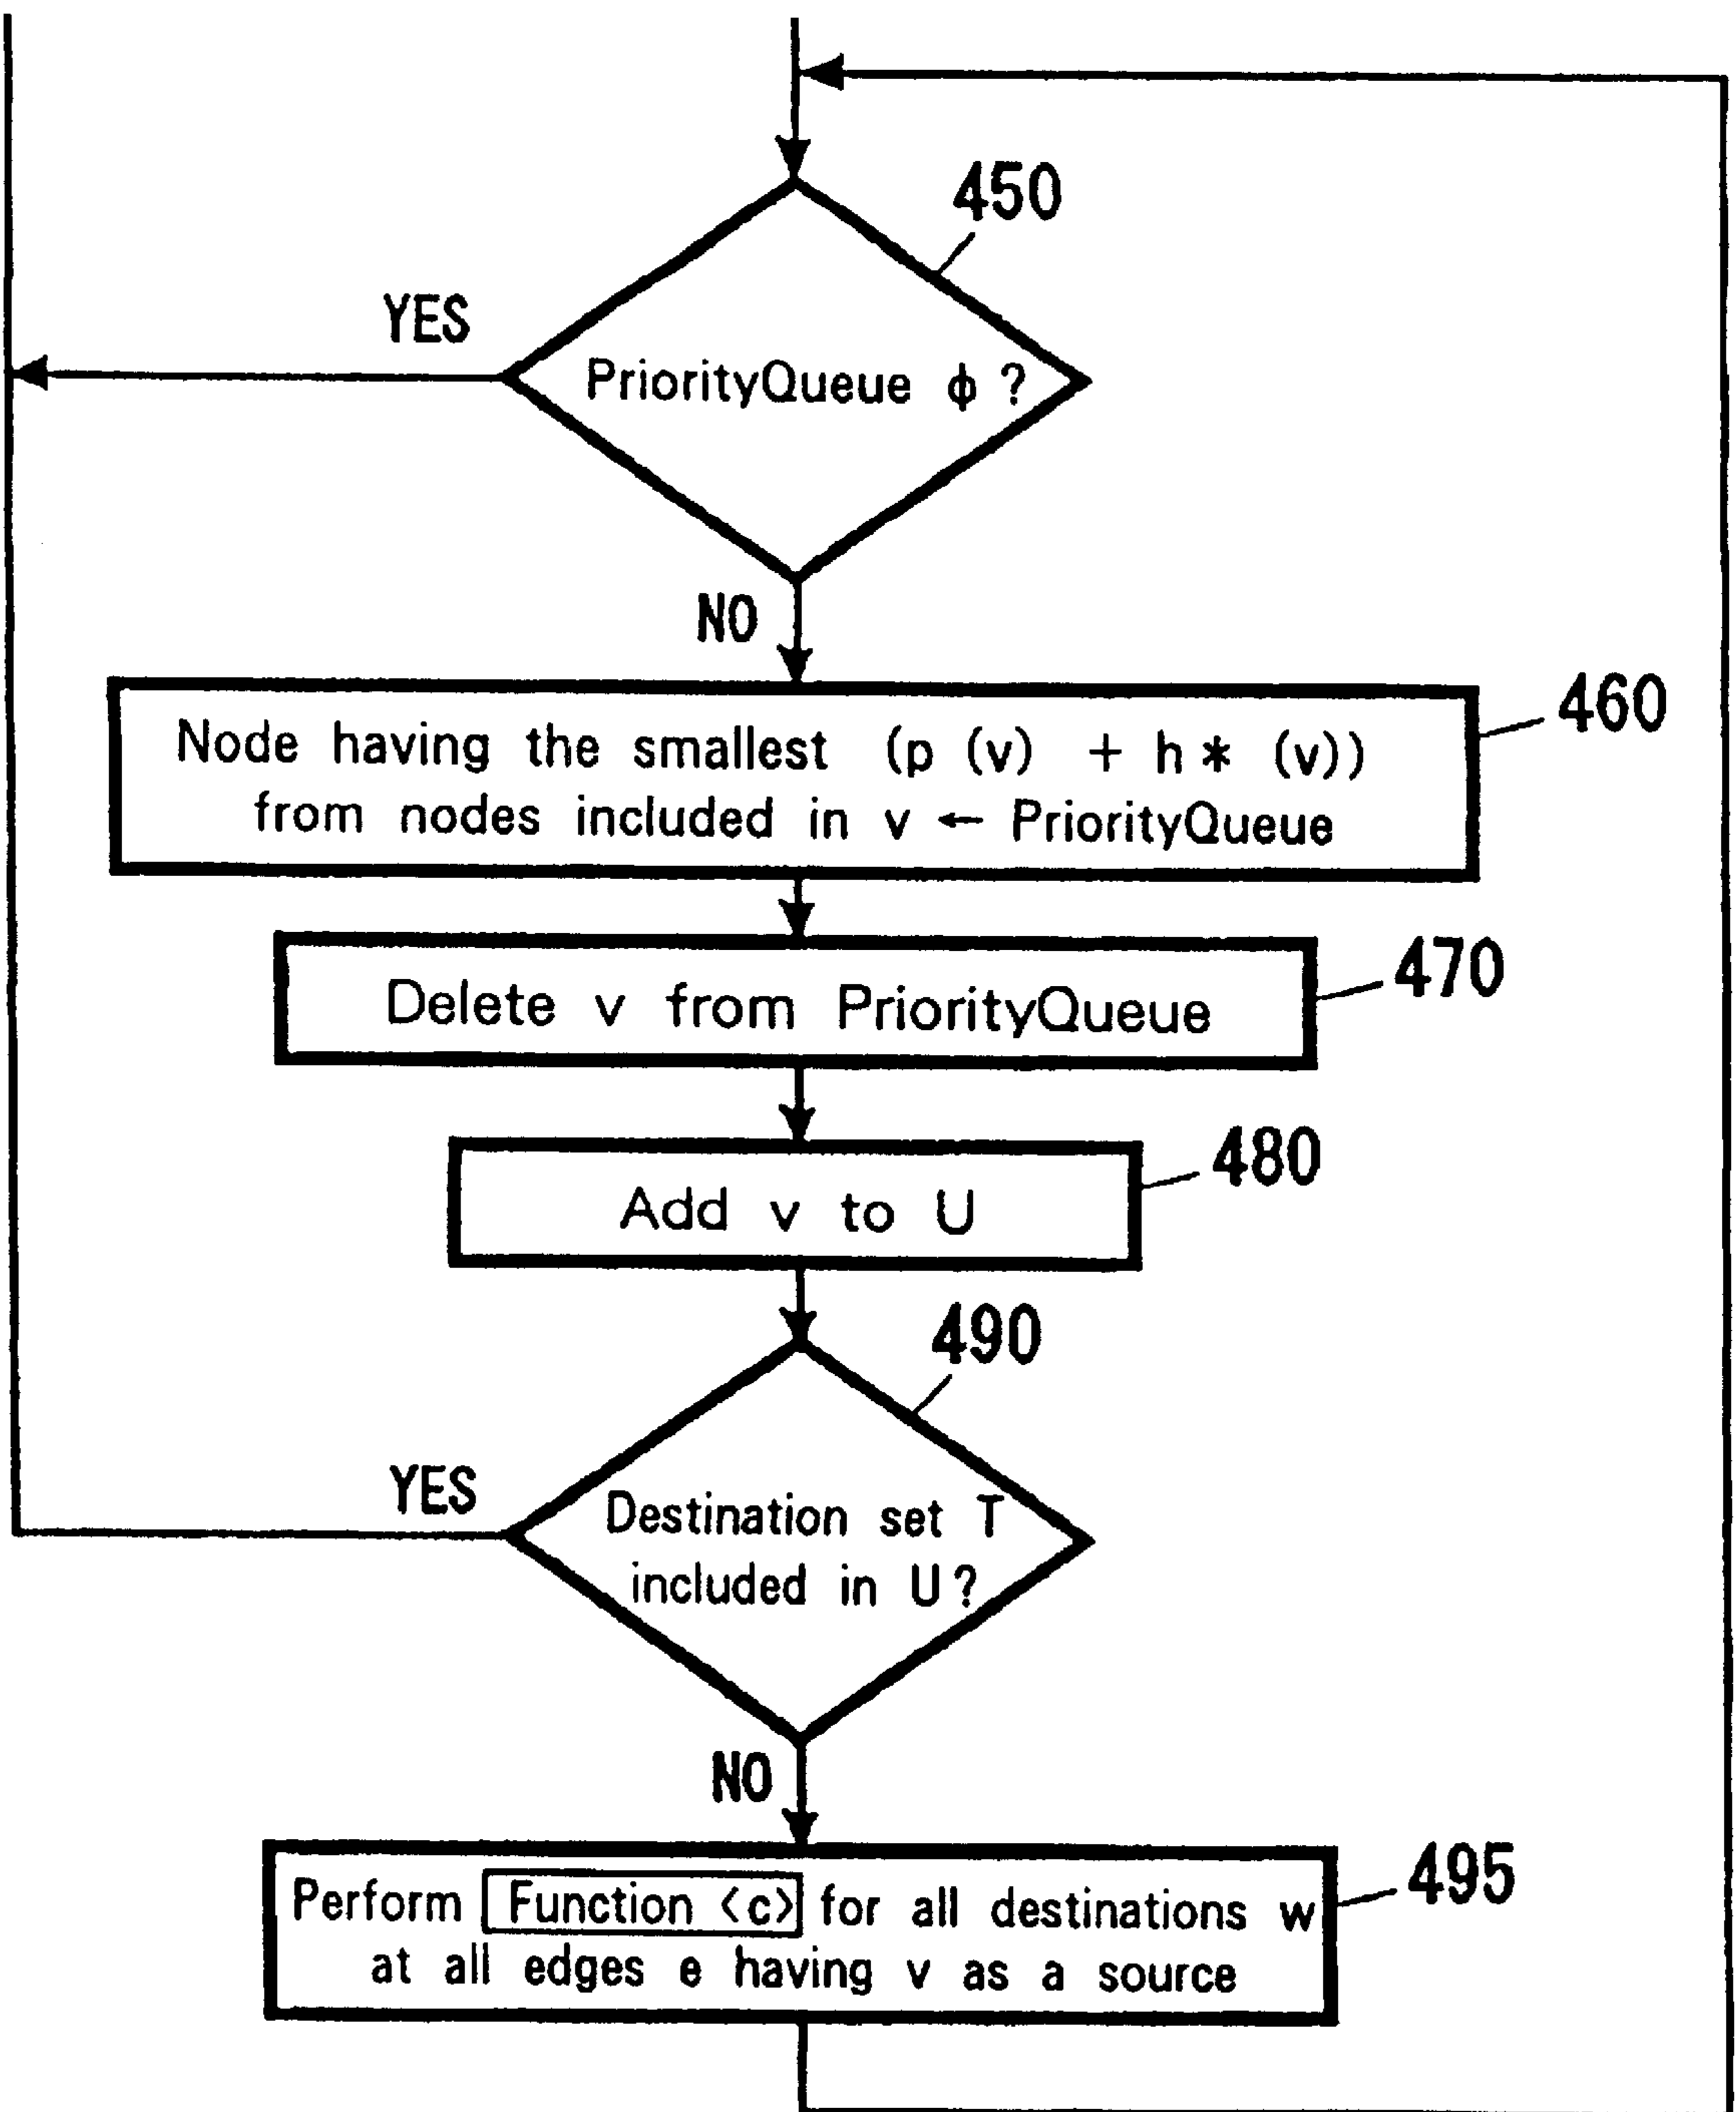 450
YES
PriorityQueue ϕ ?
NO
460
Node having the smallest (p (v) + h * (v))
from nodes included in v ← PriorityQueue
470
Delete v from PriorityQueue
480
Add v to U
490
YES
Destination set T
included in U?
NO
495
Perform Function <c> for all destinations w
at all edges e having v as a source